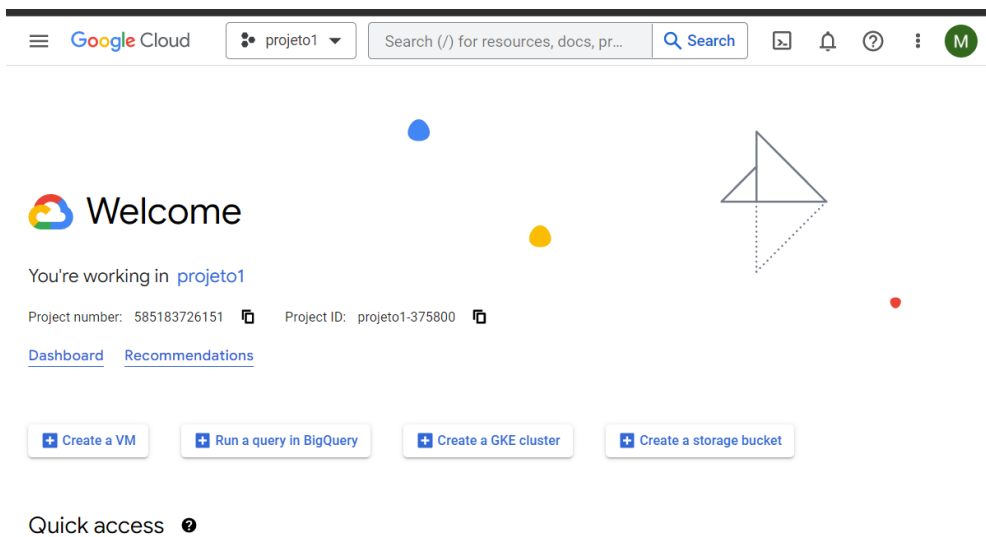 Google Cloud projeto1 Search (/) for resources, docs, pr... Search M
Welcome
You're working in projeto1
Project number: 585183726151 Project ID: projeto1-375800
Dashboard Recommendations
Create a VM Run a query in BigQuery Create a GKE cluster Create a storage bucket
Quick access